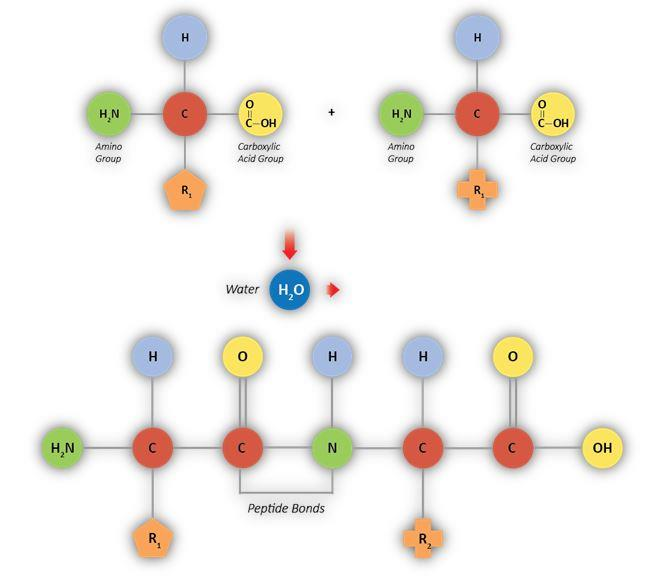 H
H
H₂N
C
O
C–OH
+
H₂N
C
O
C–OH
Amino
Group
Carboxylic
Acid Group
Amino
Group
Carboxylic
Acid Group
R₁
R₁
Water
H₂O
H
O
H
H
O
H₂N
C
C
N
C
C
OH
Peptide Bonds
R₁
R₂